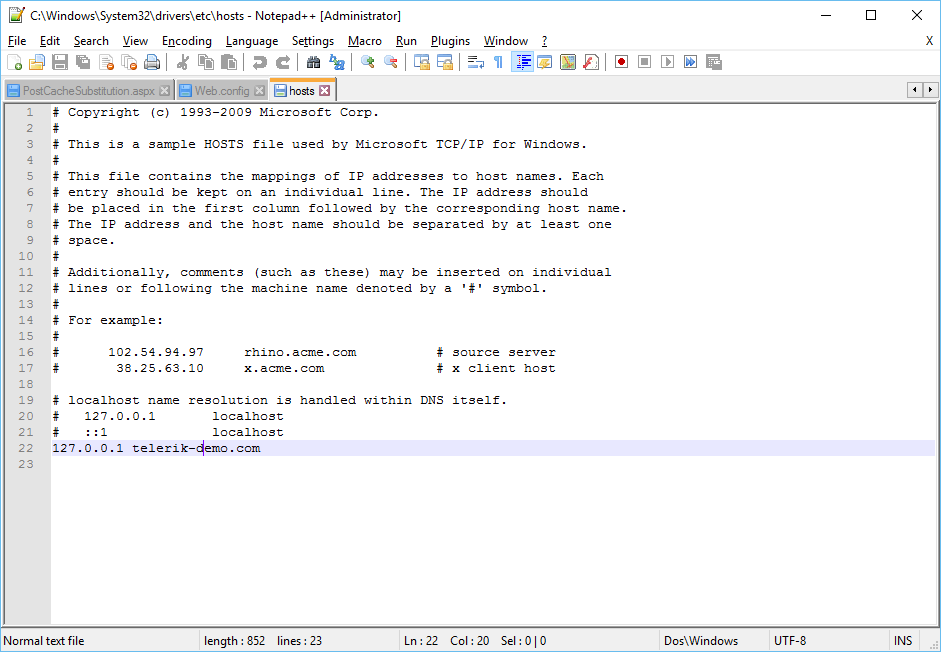 C:\Windows\System32\drivers\etc\hosts - Notepad++ [Administrator]
File Edit Search View Encoding Language Settings Macro Run Plugins Window ? X
PostCacheSubstitution.aspx Web.config hosts
1 # Copyright (c) 1993-2009 Microsoft Corp.
2 #
3 # This is a sample HOSTS file used by Microsoft TCP/IP for Windows.
4 #
5 # This file contains the mappings of IP addresses to host names. Each
6 # entry should be kept on an individual line. The IP address should
7 # be placed in the first column followed by the corresponding host name.
8 # The IP address and the host name should be separated by at least one
9 # space.
10 #
11 # Additionally, comments (such as these) may be inserted on individual
12 # lines or following the machine name denoted by a '#' symbol.
13 #
14 # For example:
15 #
16 #      102.54.94.97     rhino.acme.com          # source server
17 #       38.25.63.10     x.acme.com              # x client host
18
19 # localhost name resolution is handled within DNS itself.
20 #   127.0.0.1       localhost
21 #   ::1             localhost
22 127.0.0.1 telerik-demo.com
23
Normal text file length : 852 lines : 23 Ln : 22 Col : 20 Sel : 0 | 0 Dos\Windows UTF-8 INS